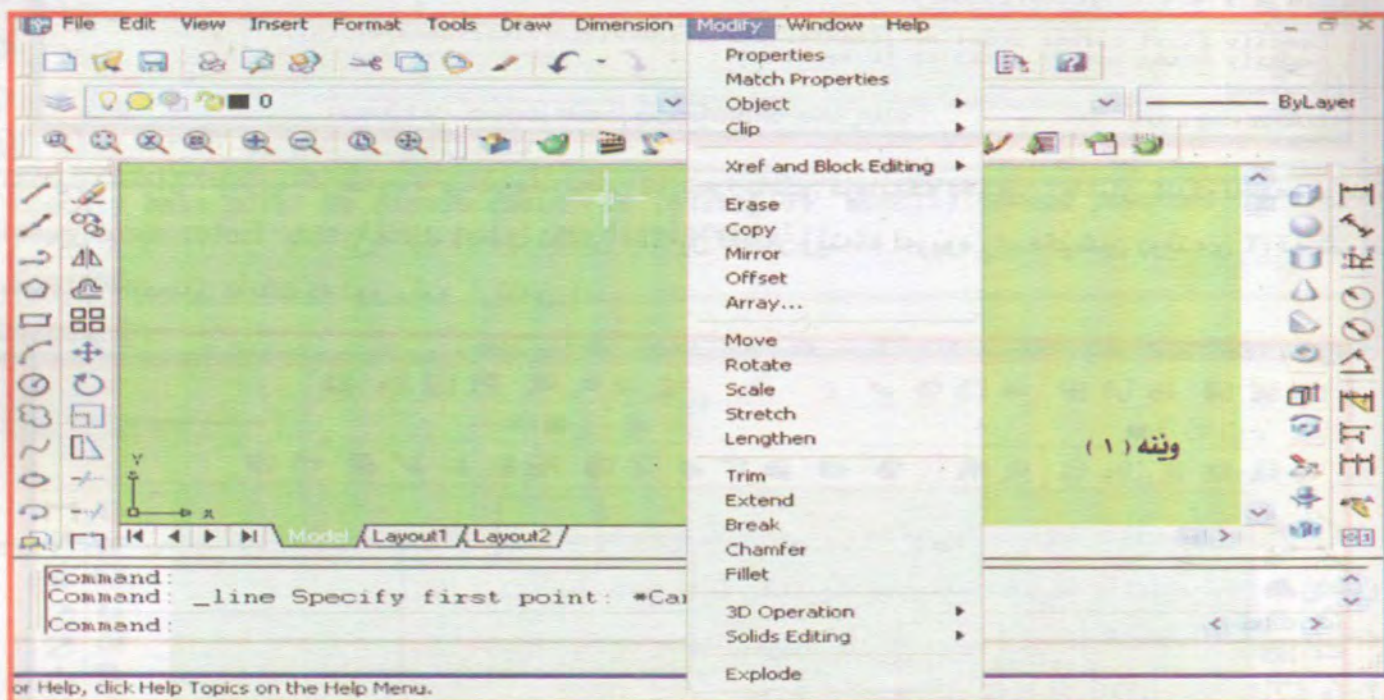 File Edit View Insert Format Tools Draw Dimension Modify Window Help
0
ByLayer
Properties
Match Properties
Object
Clip
Xref and Block Editing
Erase
Copy
Mirror
Offset
Array...
Move
Rotate
Scale
Stretch
Lengthen
Trim
Extend
Break
Chamfer
Fillet
3D Operation
Solids Editing
Explode
وێنه (١)
Y
X
Model Layout1 Layout2
Command:
Command: _line Specify first point: *Ca
Command:
or Help, click Help Topics on the Help Menu.